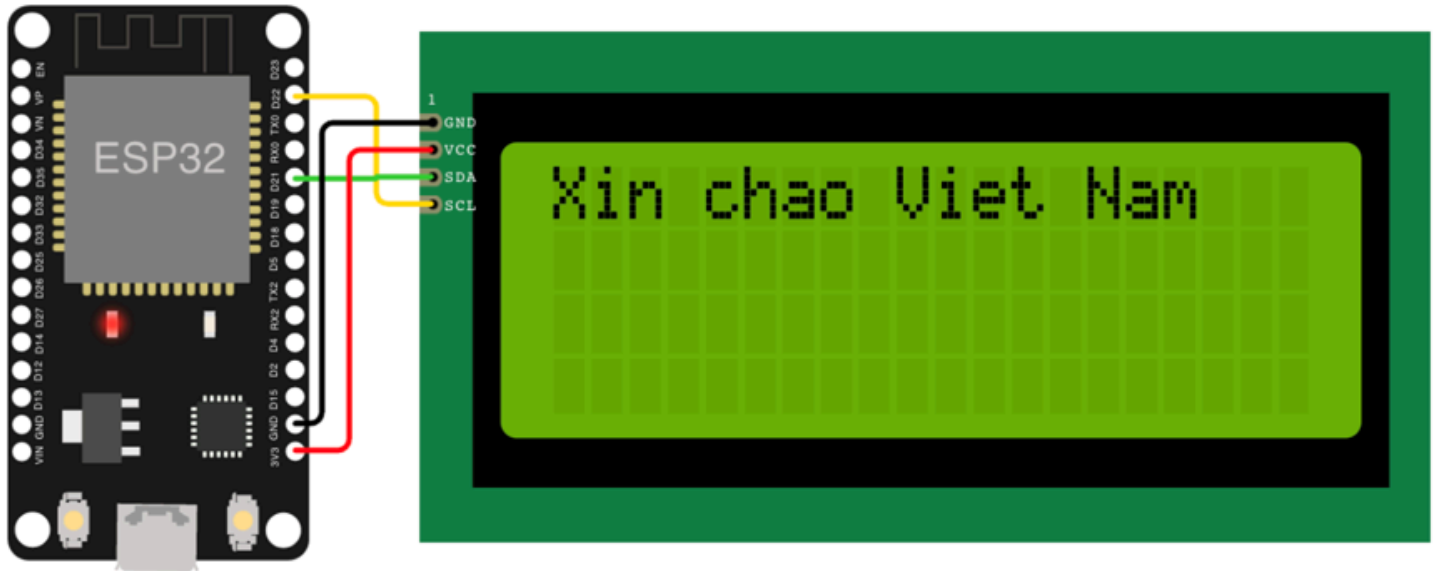 EN
VP
VN
D34
D35
D32
D33
D25
D26
D27
D14
D12
D13
GND
VIN
ESP32
D23
D22
TX0
RX0
D21
D19
D18
D5
TX2
RX2
D4
D2
D15
GND
3V3
1
GND
VCC
SDA
SCL
Xin chao Viet Nam